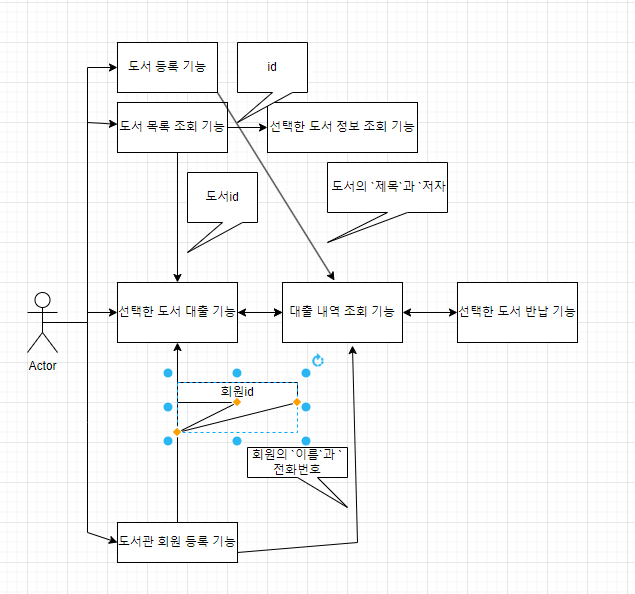 도서 등록 기능
id
도서 목록 조회 기능
선택한 도서 정보 조회 기능
도서id
도서의 `제목`과 `저자
선택한 도서 대출 기능
대출 내역 조회 기능
선택한 도서 반납 기능
Actor
회원id
회원의 `이름`과 `
전화번호
도서관 회원 등록 기능